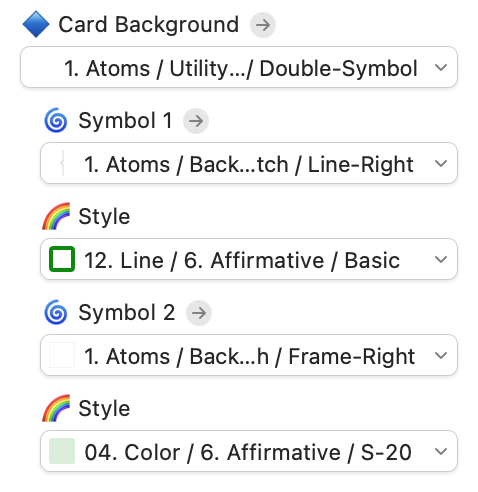 Card Background
1. Atoms / Utility.../ Double-Symbol
Symbol 1
1. Atoms / Back...tch / Line-Right
Style
12. Line / 6. Affirmative / Basic
Symbol 2
1. Atoms / Back...h / Frame-Right
Style
04. Color / 6. Affirmative / S-20